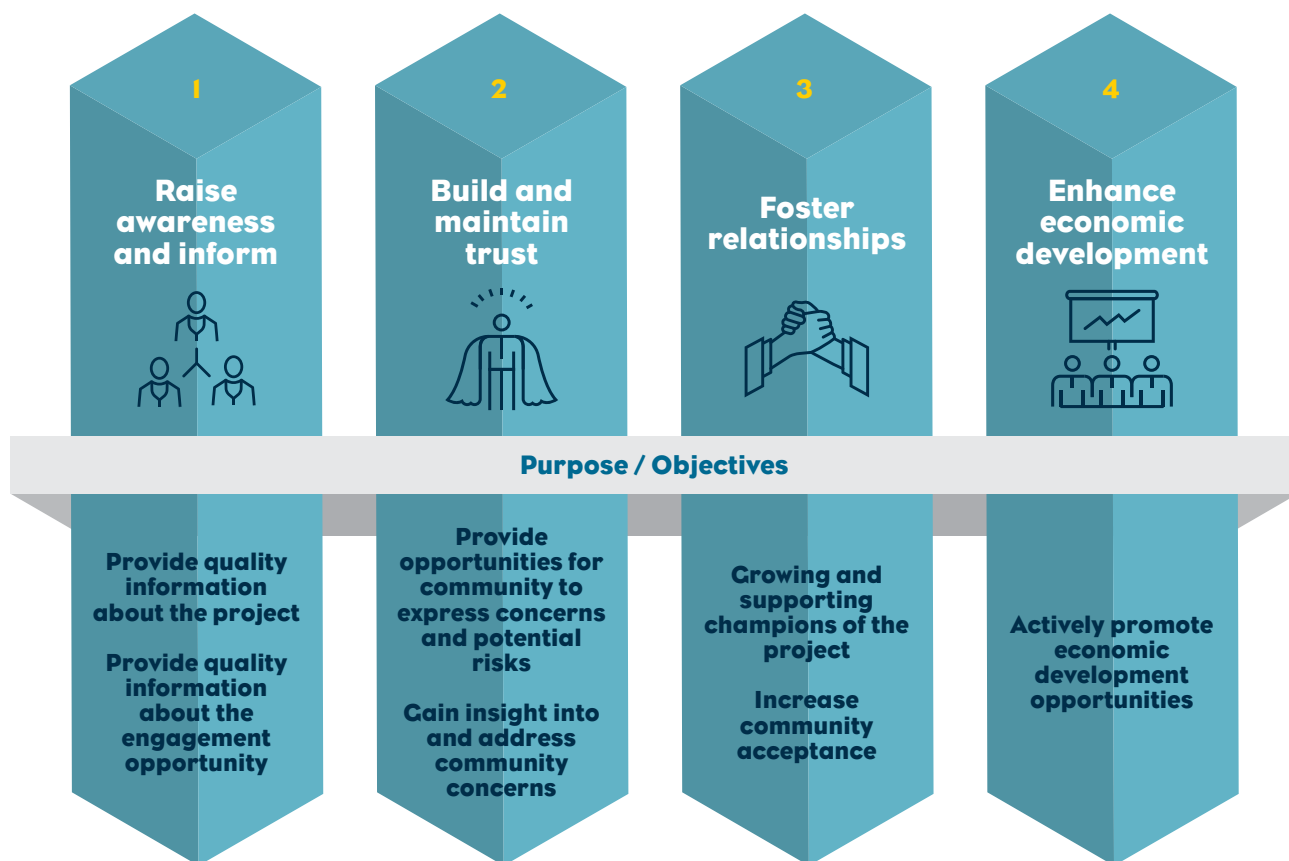 1
Raise
awareness
and inform
2
Build and
maintain
trust
3
Foster
relationships
4
Enhance
economic
development
Purpose / Objectives
Provide quality
information
about the project
Provide quality
information
about the
engagement
opportunity
Provide
opportunities for
community to
express concerns
and potential
risks
Gain insight into
and address
community
concerns
Growing and
supporting
champions of the
project
Increase
community
acceptance
Actively promote
economic
development
opportunities